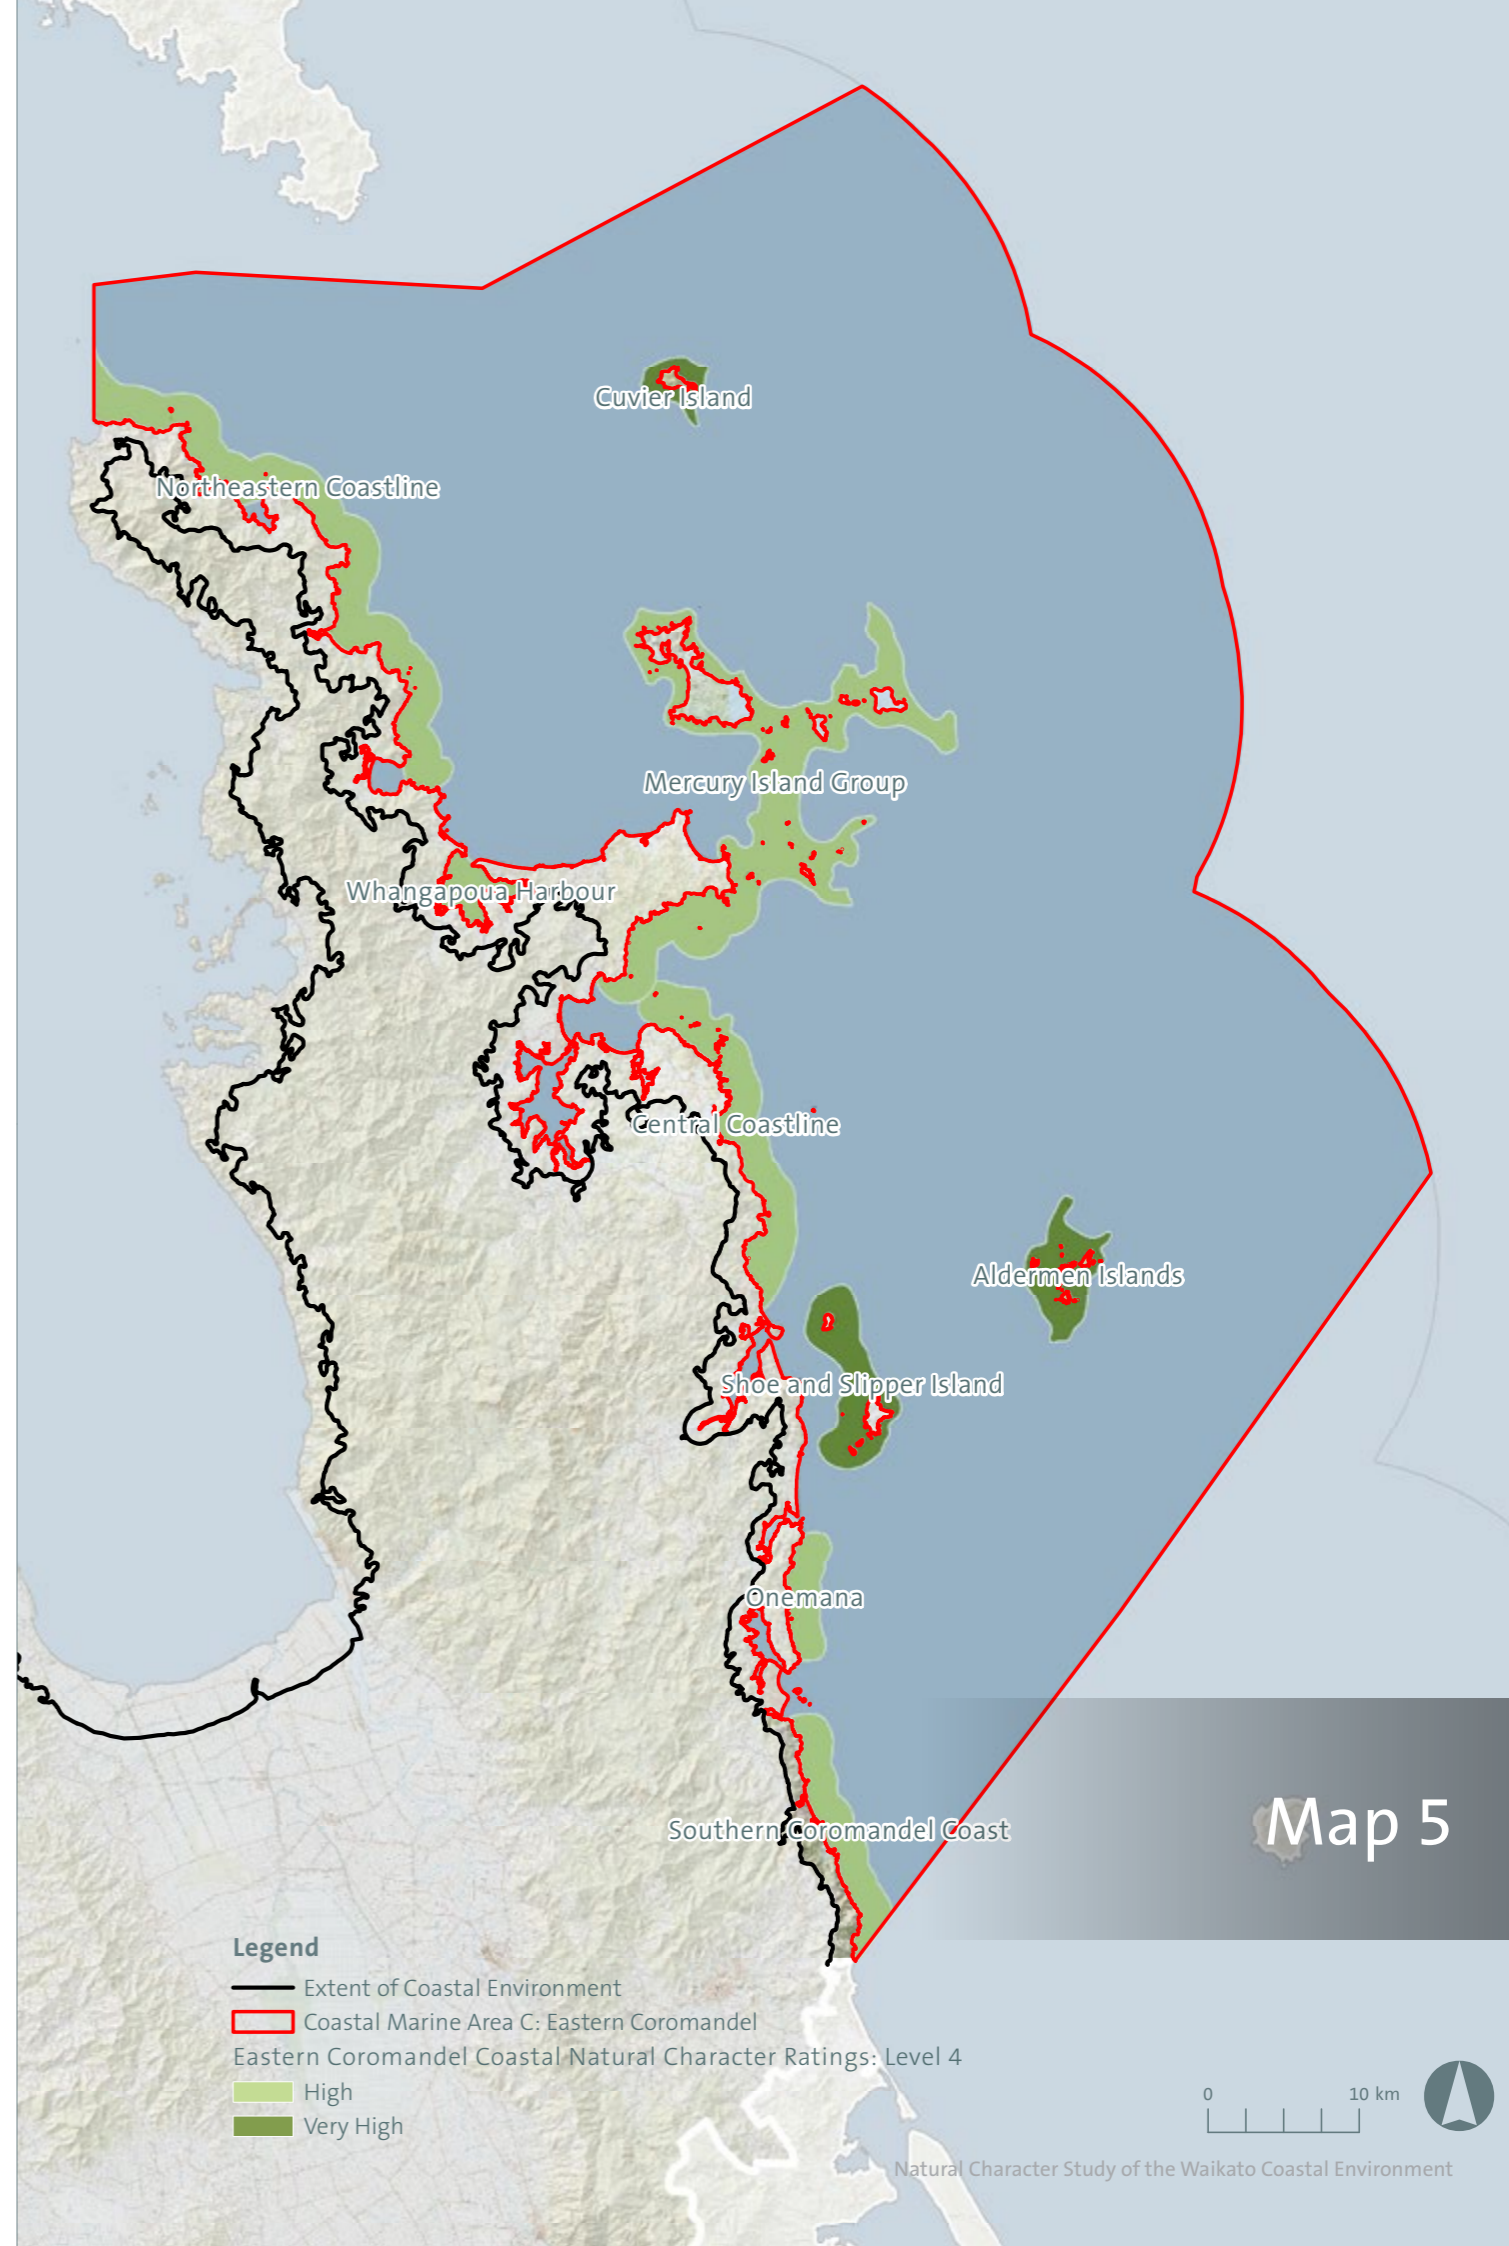 Cuvier Island
Northeastern Coastline
Mercury Island Group
Whangapoua Harbour
Central Coastline
Aldermen Islands
Shoe and Slipper Island
Onemana
Southern Coromandel Coast
Map 5
Legend
Extent of Coastal Environment
Coastal Marine Area C: Eastern Coromandel
Eastern Coromandel Coastal Natural Character Ratings: Level 4
High
Very High
0 10 km
Natural Character Study of the Waikato Coastal Environment